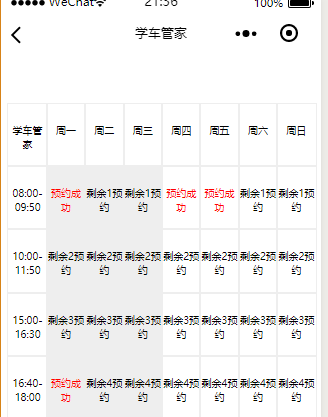 WeChat 21:56 100%
学车管家
学车管家 周一 周二 周三 周四 周五 周六 周日
08:00-09:50 预约成功 剩余1预约 剩余1预约 预约成功 预约成功 剩余1预约 剩余1预约
10:00-11:50 剩余2预约 剩余2预约 剩余2预约 剩余2预约 剩余2预约 剩余2预约 剩余2预约
15:00-16:30 剩余3预约 剩余3预约 剩余3预约 剩余3预约 剩余3预约 剩余3预约 剩余3预约
16:40-18:00 预约成功 剩余4预约 剩余4预约 剩余4预约 剩余4预约 剩余4预约 剩余4预约